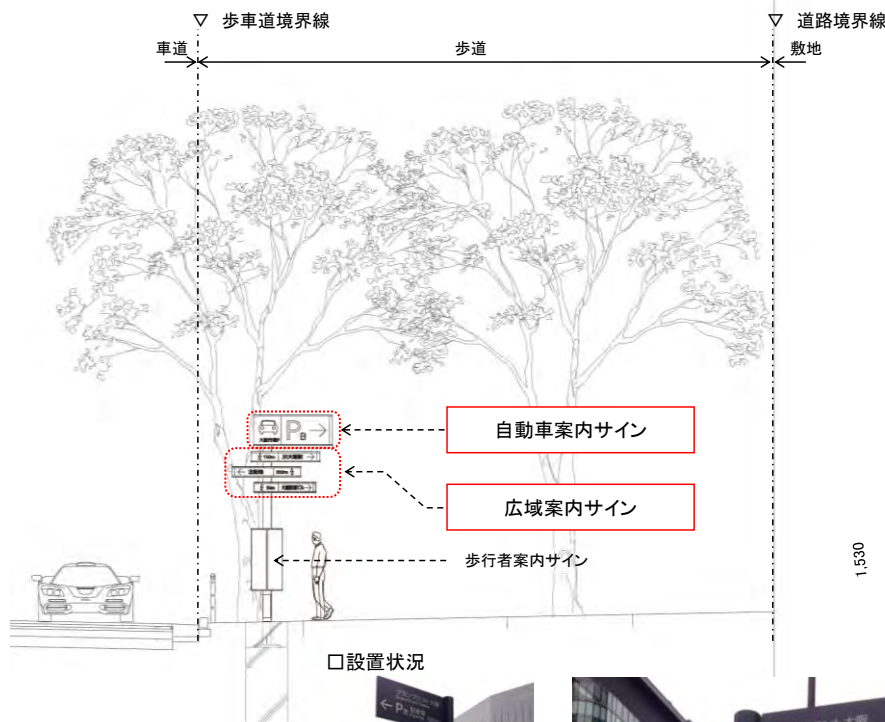 ▽ 歩車道境界線
▽ 道路境界線
車道
歩道
敷地
P B →
自動車案内サイン
広域案内サイン
歩行者案内サイン
1,530
□設置状況